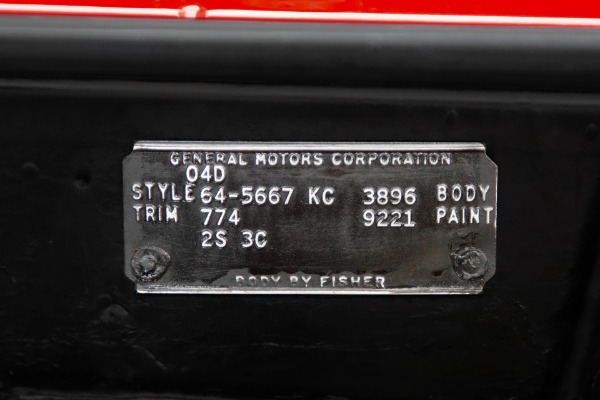 GENERAL MOTORS CORPORATION
04D
STYLE 64-5667 KC 3896 BODY
TRIM 774 9221 PAINT
2S 3C
BODY BY FISHER